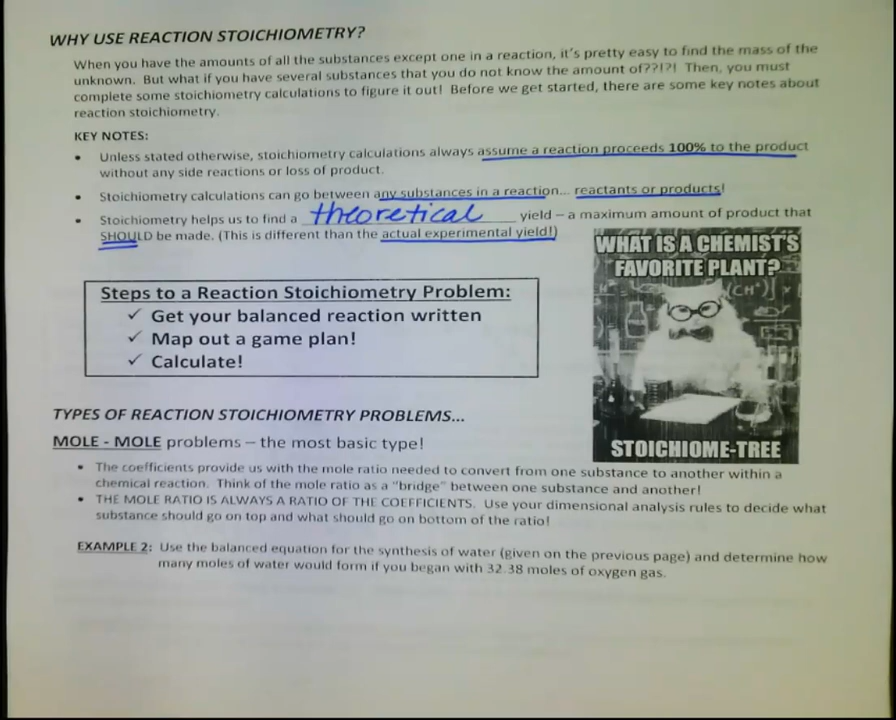 WHY USE REACTION STOICHIOMETRY?
When you have the amounts of all the substances except one in a reaction, it's pretty easy to find the mass of the
unknown. But what if you have several substances that you do not know the amount of??!?! Then, you must
complete some stoichiometry calculations to figure it out! Before we get started, there are some key notes about
reaction stoichiometry.
KEY NOTES:
• Unless stated otherwise, stoichiometry calculations always assume a reaction proceeds 100% to the product
without any side reactions or loss of product.
• Stoichiometry calculations can go between any substances in a reaction... reactants or products!
• Stoichiometry helps us to find a theoretical yield – a maximum amount of product that
SHOULD be made. (This is different than the actual experimental yield!)
WHAT IS A CHEMIST'S
FAVORITE PLANT?
(CH⁺)] x
STOICHIOME-TREE
Steps to a Reaction Stoichiometry Problem:
✓ Get your balanced reaction written
✓ Map out a game plan!
✓ Calculate!
TYPES OF REACTION STOICHIOMETRY PROBLEMS...
MOLE - MOLE problems – the most basic type!
• The coefficients provide us with the mole ratio needed to convert from one substance to another within a
chemical reaction. Think of the mole ratio as a "bridge" between one substance and another!
• THE MOLE RATIO IS ALWAYS A RATIO OF THE COEFFICIENTS. Use your dimensional analysis rules to decide what
substance should go on top and what should go on bottom of the ratio!
EXAMPLE 2: Use the balanced equation for the synthesis of water (given on the previous page) and determine how
many moles of water would form if you began with 32.38 moles of oxygen gas.